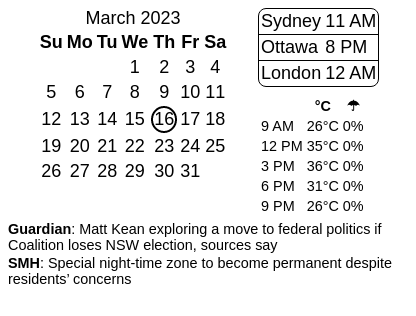 March 2023
Su Mo Tu We Th Fr Sa
1 2 3 4
5 6 7 8 9 10 11
12 13 14 15 16 17 18
19 20 21 22 23 24 25
26 27 28 29 30 31
Sydney 11 AM
Ottawa 8 PM
London 12 AM
°C ☂
9 AM 26°C 0%
12 PM 35°C 0%
3 PM 36°C 0%
6 PM 31°C 0%
9 PM 26°C 0%
Guardian: Matt Kean exploring a move to federal politics if
Coalition loses NSW election, sources say
SMH: Special night-time zone to become permanent despite
residents’ concerns